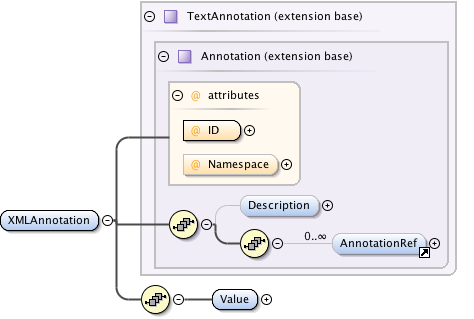 TextAnnotation (extension base)
Annotation (extension base)
@ attributes
@ ID
@ Namespace
XMLAnnotation
Description
0..∞
AnnotationRef
Value